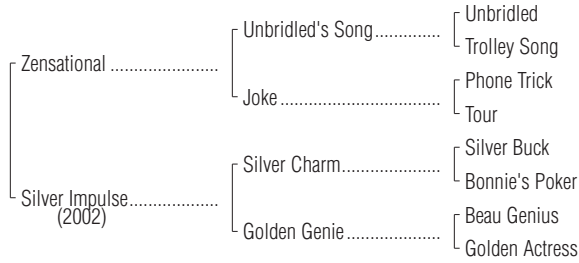 Unbridled
Unbridled's Song..............
Trolley Song
Zensational .......................
Phone Trick
Joke ..................................
Tour
Silver Buck
Silver Charm.....................
Bonnie's Poker
Silver Impulse...................
(2002)
Beau Genius
Golden Genie ....................
Golden Actress